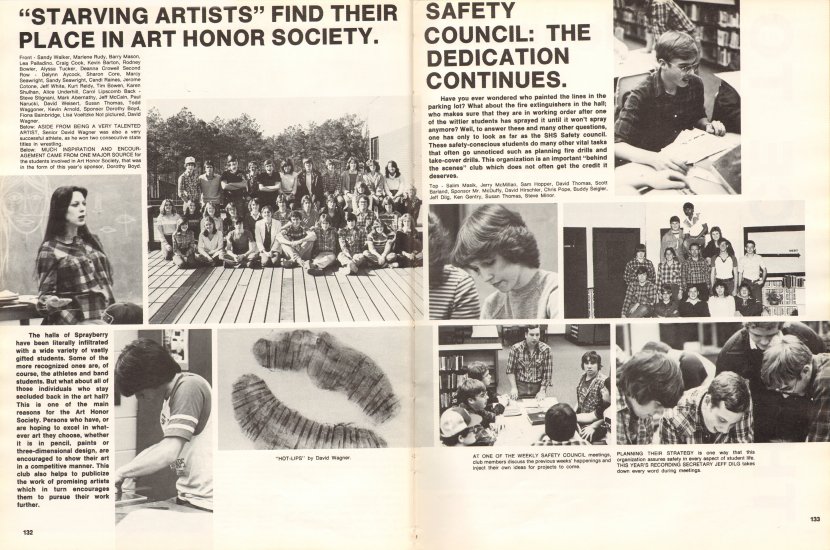 “STARVING ARTISTS” FIND THEIR
PLACE IN ART HONOR SOCIETY.
Front - Sandy Walker, Marlene Rudy, Barry Mason,
Lea Palladino, Craig Cook, Kevin Barton, Rodney
Bowler, Alyssa Tucker, Deanna Crowell Second
Row - Delynn Aycock, Sharon Core, Marcy
Seawright, Sandy Seawright, Candi Raines, Jerome
Cotone, Jeff White, Kurt Reidy, Tim Bowen, Karen
Shulhan, Alice Underhill, Carol Lipscomb Back -
Steve Stignani, Mark Abernathy, Jeff McCain, Paul
Narucki, David Weisert, Susan Thomas, Todd
Waggoner, Kevin Arnold, Sponsor Dorothy Boyd,
Fiona Bainbridge, Lisa Voeltzke Not pictured, David
Wagner.
Below: ASIDE FROM BEING A VERY TALENTED
ARTIST, Senior David Wagner was also a very
successful athlete, as he won two consecutive state
titles in wrestling.
Below: MUCH INSPIRATION AND ENCOUR-
AGEMENT CAME FROM ONE MAJOR SOURCE for
the students involved in Art Honor Society, that was
in the form of this year's sponsor, Dorothy Boyd.
The halls of Sprayberry
have been literally infiltrated
with a wide variety of vastly
gifted students. Some of the
more recognized ones are, of
course, the athletes and band
students. But what about all of
those individuals who stay
secluded back in the art hall?
This is one of the main
reasons for the Art Honor
Society. Persons who have, or
are hoping to excel in what-
ever art they choose, whether
it is in pencil, paints or
three-dimensional design, are
encouraged to show their art
in a competitive manner. This
club also helps to publicize
the work of promising artists
which in turn encourages
them to pursue their work
further.
"HOT-LIPS" by David Wagner.
132
SAFETY
COUNCIL: THE
DEDICATION
CONTINUES.
Have you ever wondered who painted the lines in the
parking lot? What about the fire extinguishers in the hall;
who makes sure that they are in working order after one
of the wittier students has sprayed it until it won't spray
anymore? Well, to answer these and many other questions,
one has only to look as far as the SHS Safety council.
These safety-conscious students do many other vital tasks
that often go unnoticed such as planning fire drills and
take-cover drills. This organization is an important "behind
the scenes" club which does not often get the credit it
deserves.
Top - Salim Masik, Jerry McMillan, Sam Hopper, David Thomas, Scott
Garland, Sponsor Mr. McDuffy, David Hirschler, Chris Pope, Buddy Seigler,
Jeff Dilg, Ken Gentry, Susan Thomas, Steve Minor.
AT ONE OF THE WEEKLY SAFETY COUNCIL meetings,
club members discuss the previous weeks' happenings and
inject their own ideas for projects to come.
PLANNING THEIR STRATEGY is one way that this
organization assures safety in every aspect of student life.
THIS YEAR'S RECORDING SECRETARY JEFF DILG takes
down every word during meetings.
133